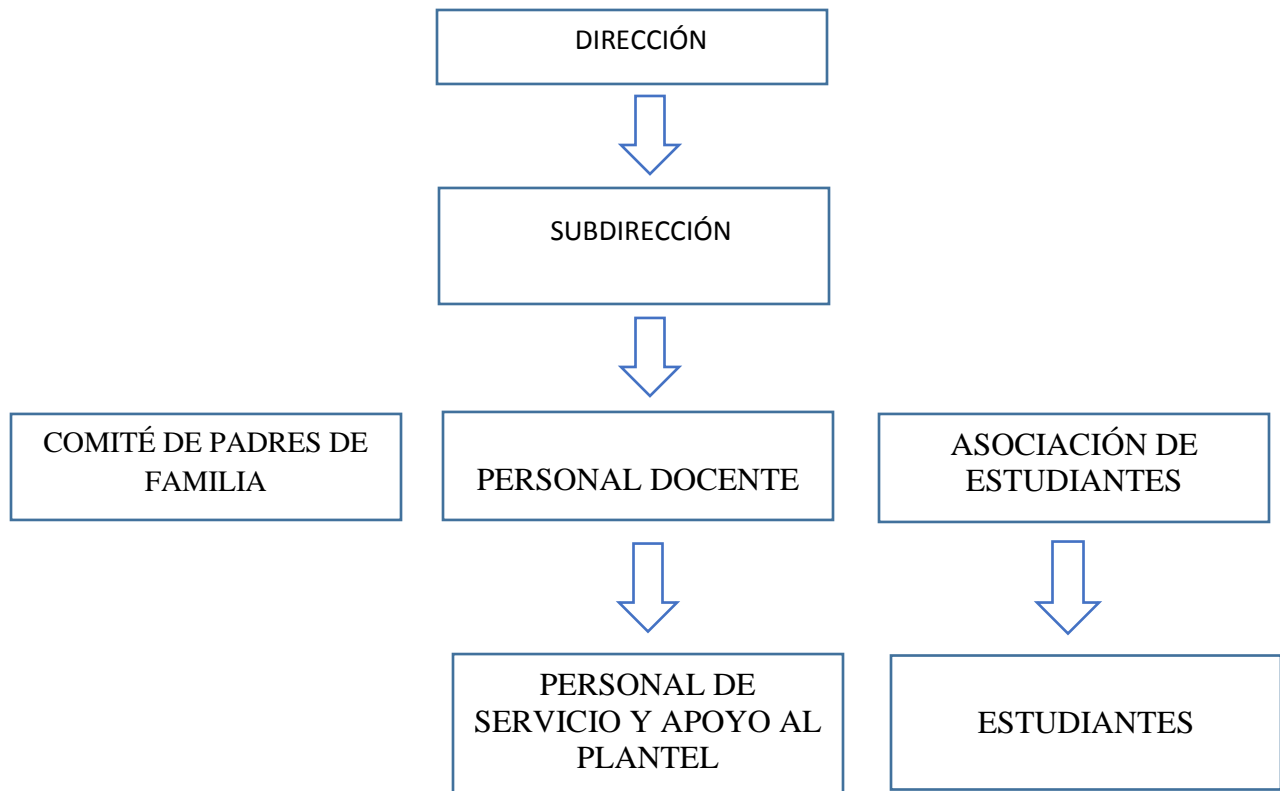 DIRECCIÓN
SUBDIRECCIÓN
COMITÉ DE PADRES DE
FAMILIA
PERSONAL DOCENTE
ASOCIACIÓN DE
ESTUDIANTES
PERSONAL DE
SERVICIO Y APOYO AL
PLANTEL
ESTUDIANTES